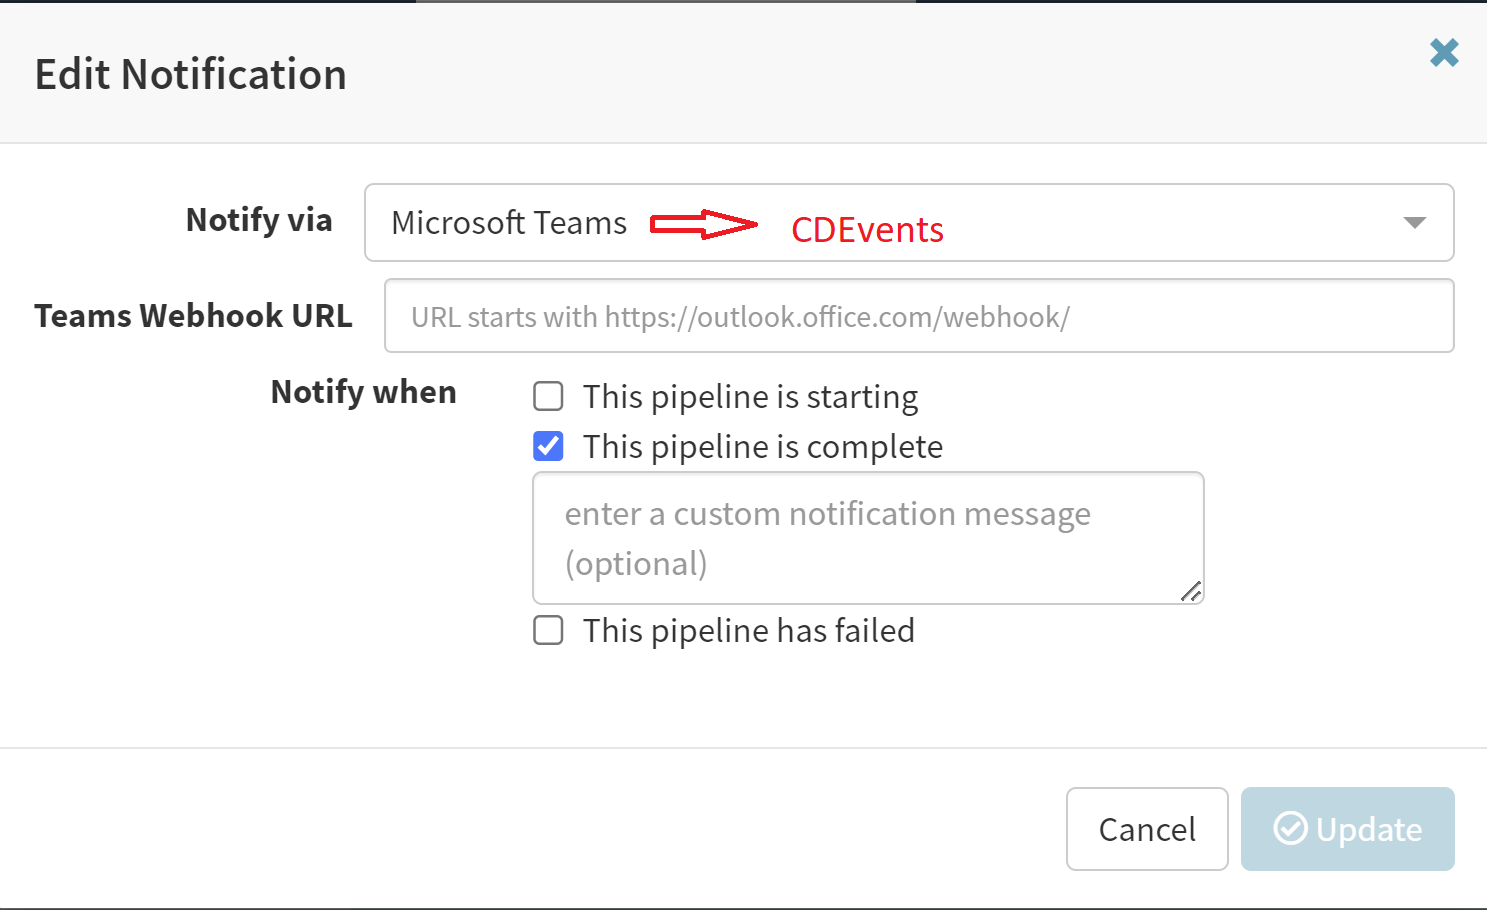 Edit Notification
Notify via
Microsoft Teams
CDEvents
Teams Webhook URL
URL starts with https://outlook.office.com/webhook/
Notify when
This pipeline is starting
This pipeline is complete
enter a custom notification message
(optional)
This pipeline has failed
Cancel
Update